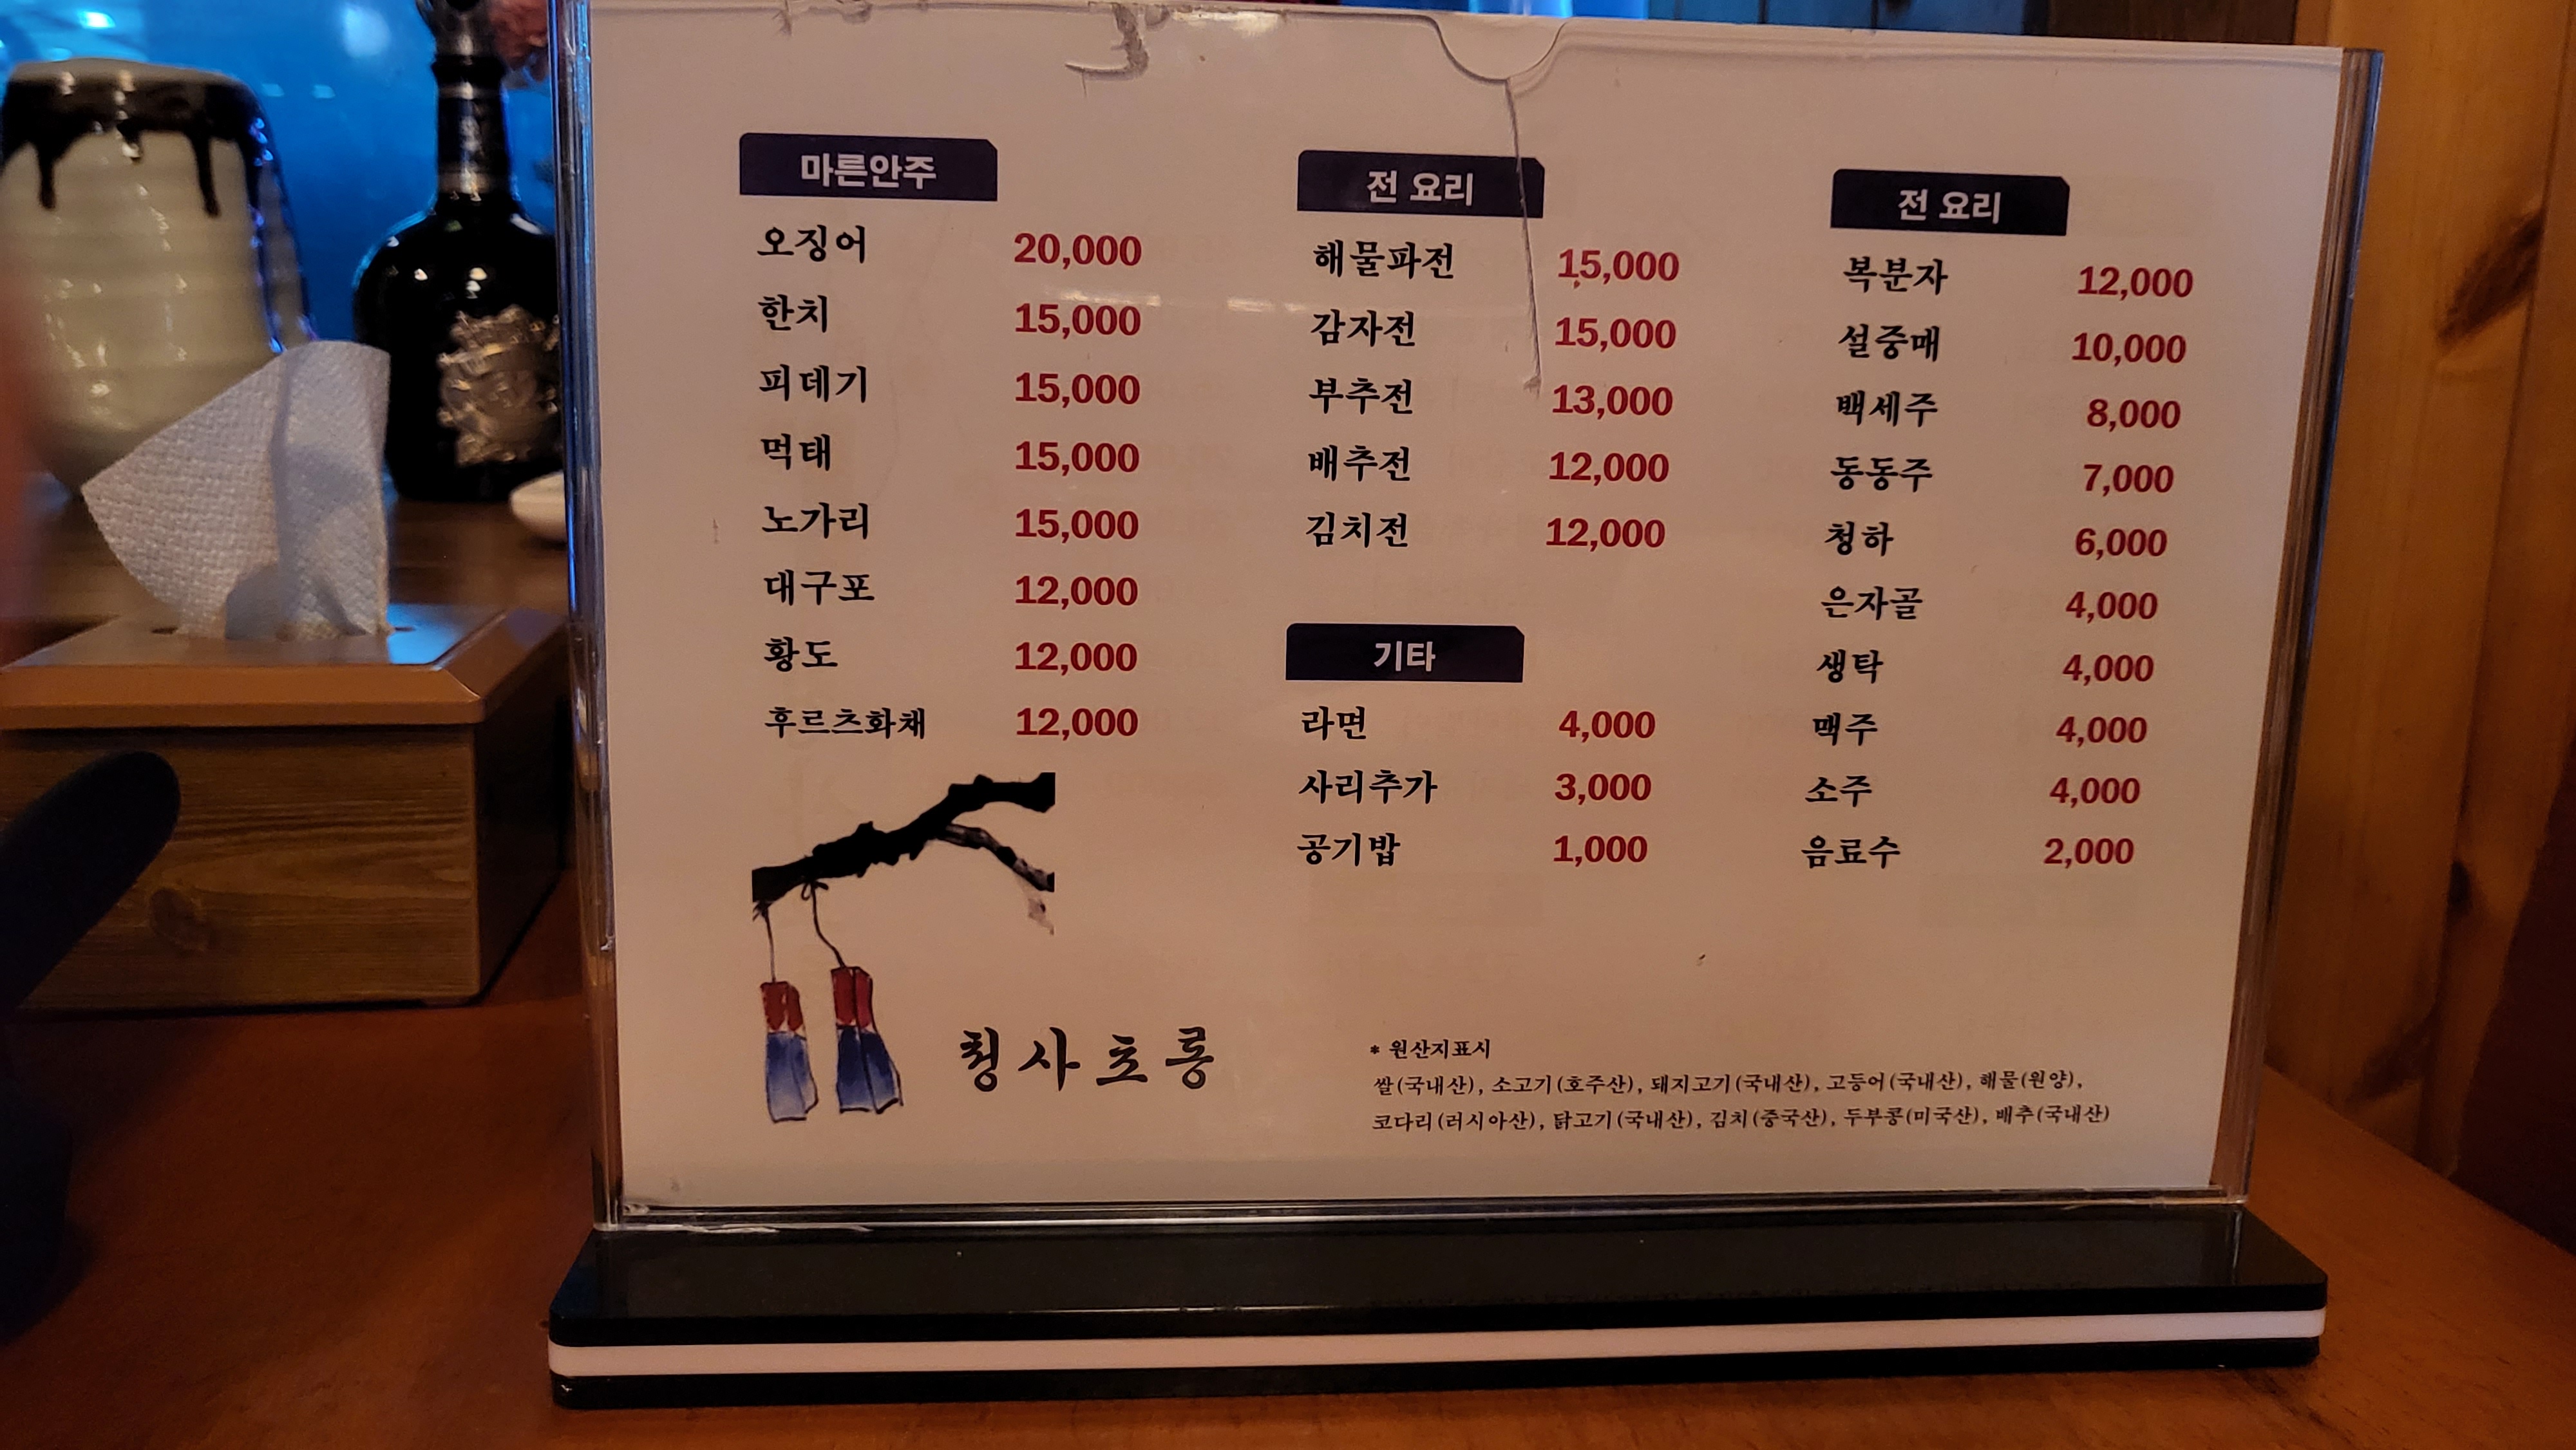 마른안주
오징어 20,000
한치 15,000
피데기 15,000
먹태 15,000
노가리 15,000
대구포 12,000
황도 12,000
후르츠화채 12,000
전 요리
해물파전 15,000
감자전 15,000
부추전 13,000
배추전 12,000
김치전 12,000
기타
라면 4,000
사리추가 3,000
공기밥 1,000
전 요리
복분자 12,000
설중매 10,000
백세주 8,000
동동주 7,000
청하 6,000
은자골 4,000
생탁 4,000
맥주 4,000
소주 4,000
음료수 2,000
청사초롱
* 원산지표시
쌀(국내산), 소고기(호주산), 돼지고기(국내산), 고등어(국내산), 해물(원양),
코다리(러시아산), 닭고기(국내산), 김치(중국산), 두부콩(미국산), 배추(국내산)